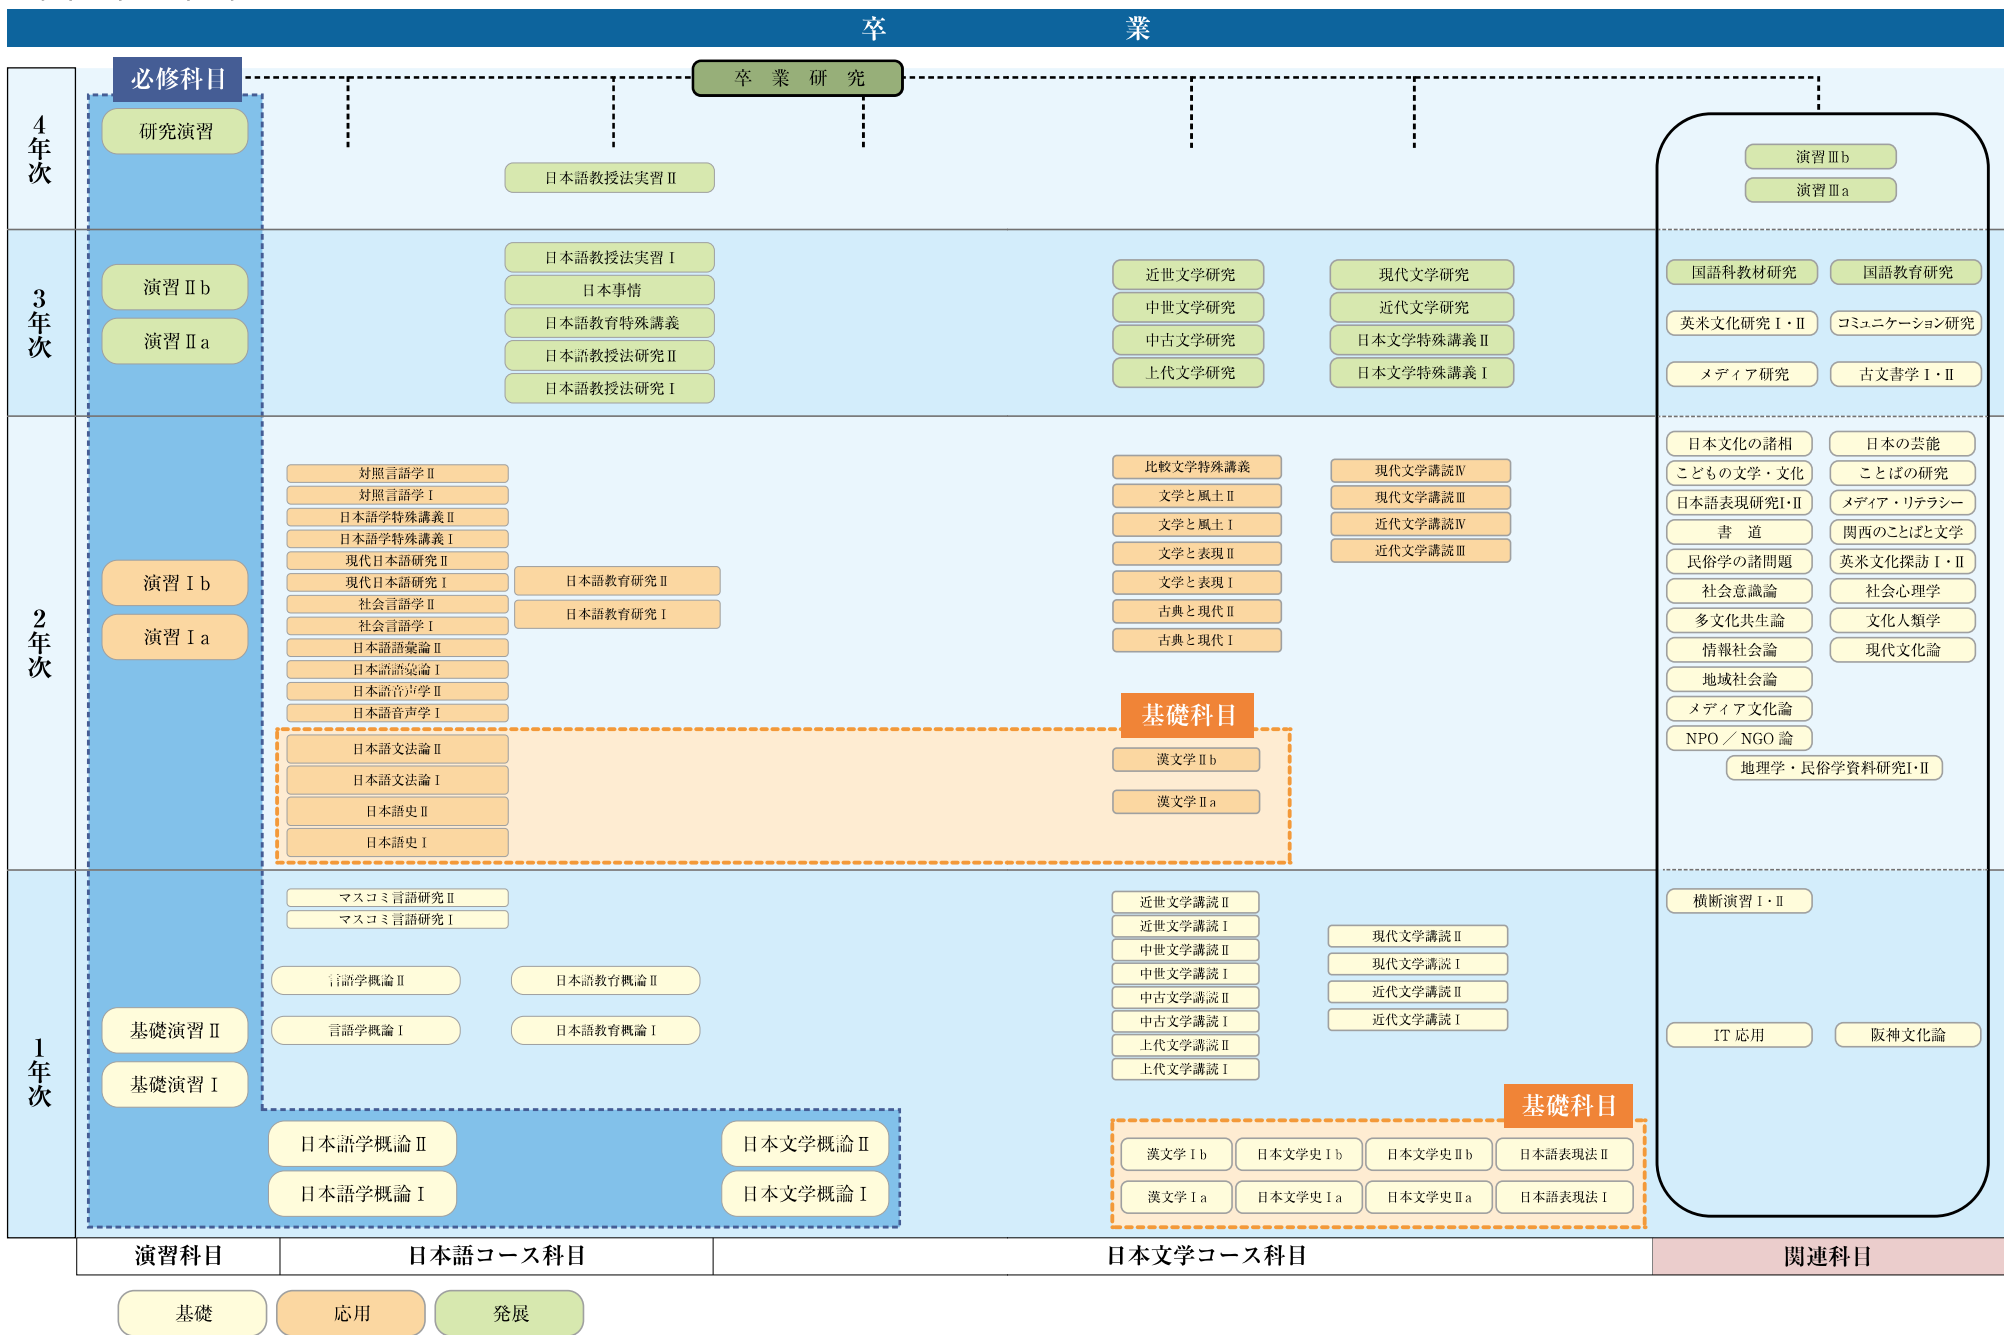 卒 業
必修科目
卒 業 研 究
4年次
研究演習
日本語教授法実習Ⅱ
演習Ⅲb
演習Ⅲa
3年次
演習Ⅱb
演習Ⅱa
日本語教授法実習Ⅰ
日本事情
日本語教育特殊講義
日本語教授法研究Ⅱ
日本語教授法研究Ⅰ
近世文学研究
中世文学研究
中古文学研究
上代文学研究
現代文学研究
近代文学研究
日本文学特殊講義Ⅱ
日本文学特殊講義Ⅰ
国語科教材研究
国語教育研究
英米文化研究Ⅰ・Ⅱ
コミュニケーション研究
メディア研究
古文書学Ⅰ・Ⅱ
2年次
演習Ⅰb
演習Ⅰa
対照言語学Ⅱ
対照言語学Ⅰ
日本語学特殊講義Ⅱ
日本語学特殊講義Ⅰ
現代日本語研究Ⅱ
現代日本語研究Ⅰ
社会言語学Ⅱ
社会言語学Ⅰ
日本語語彙論Ⅱ
日本語語彙論Ⅰ
日本語音声学Ⅱ
日本語音声学Ⅰ
日本語教育研究Ⅱ
日本語教育研究Ⅰ
比較文学特殊講義
文学と風土Ⅱ
文学と風土Ⅰ
文学と表現Ⅱ
文学と表現Ⅰ
古典と現代Ⅱ
古典と現代Ⅰ
現代文学講読Ⅳ
現代文学講読Ⅲ
近代文学講読Ⅳ
近代文学講読Ⅲ
基礎科目
日本語文法論Ⅱ
日本語文法論Ⅰ
日本語史Ⅱ
日本語史Ⅰ
漢文学Ⅱb
漢文学Ⅱa
日本文化の諸相
日本の芸能
こどもの文学・文化
ことばの研究
日本語表現研究Ⅰ・Ⅱ
メディア・リテラシー
書 道
関西のことばと文学
民俗学の諸問題
英米文化探訪Ⅰ・Ⅱ
社会意識論
社会心理学
多文化共生論
文化人類学
情報社会論
現代文化論
地域社会論
メディア文化論
NPO／NGO論
地理学・民俗学資料研究Ⅰ・Ⅱ
1年次
基礎演習Ⅱ
基礎演習Ⅰ
マスコミ言語研究Ⅱ
マスコミ言語研究Ⅰ
言語学概論Ⅱ
日本語教育概論Ⅱ
言語学概論Ⅰ
日本語教育概論Ⅰ
日本語学概論Ⅱ
日本文学概論Ⅱ
日本語学概論Ⅰ
日本文学概論Ⅰ
近世文学講読Ⅱ
近世文学講読Ⅰ
中世文学講読Ⅱ
中世文学講読Ⅰ
中古文学講読Ⅱ
中古文学講読Ⅰ
上代文学講読Ⅱ
上代文学講読Ⅰ
現代文学講読Ⅱ
現代文学講読Ⅰ
近代文学講読Ⅱ
近代文学講読Ⅰ
基礎科目
漢文学Ⅰb
日本文学史Ⅰb
日本文学史Ⅱb
日本語表現法Ⅱ
漢文学Ⅰa
日本文学史Ⅰa
日本文学史Ⅱa
日本語表現法Ⅰ
横断演習Ⅰ・Ⅱ
IT応用
阪神文化論
演習科目
日本語コース科目
日本文学コース科目
関連科目
基礎
応用
発展